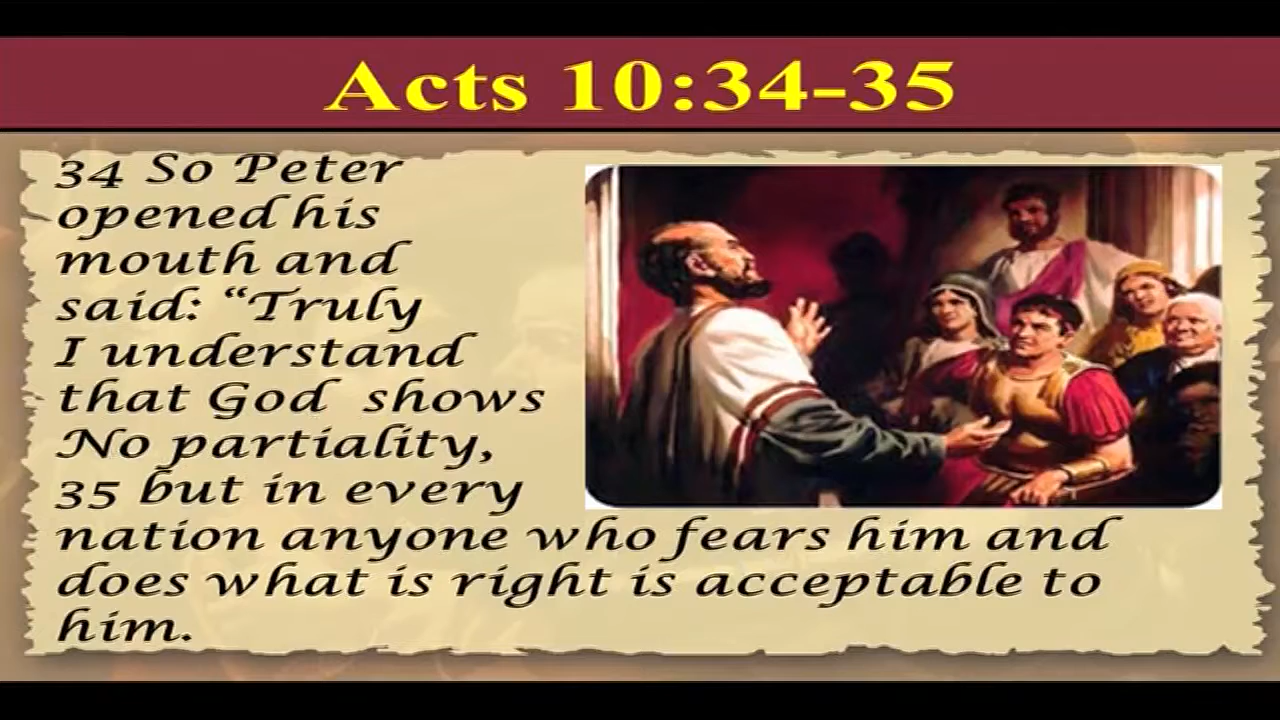 Acts 10:34-35
34 So Peter
opened his
mouth and
said: “Truly
I understand
that God shows
No partiality,
35 but in every
nation anyone who fears him and
does what is right is acceptable to
him.